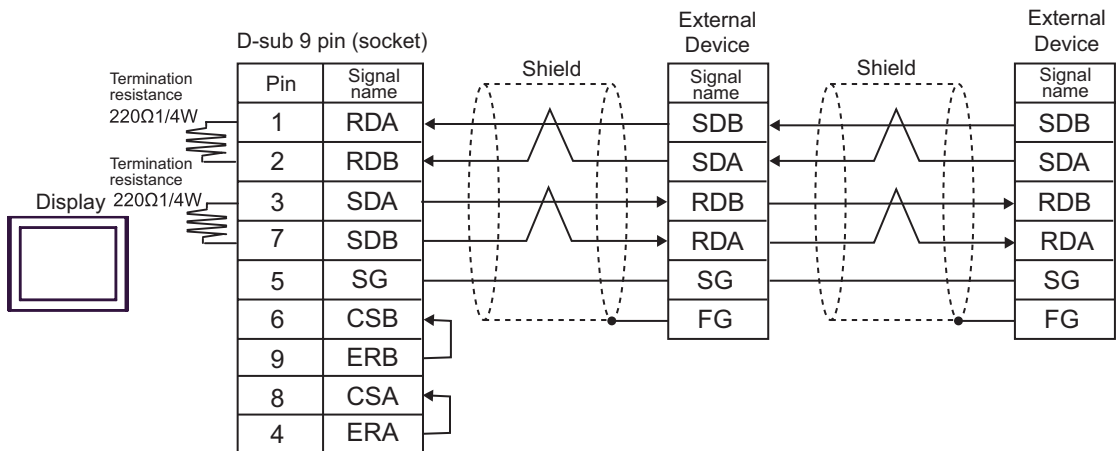 External
Device
External
Device
D-sub 9 pin (socket)
Termination
resistance
220Ω1/4W
Termination
resistance
220Ω1/4W
Display
Pin Signal name
1 RDA
2 RDB
3 SDA
7 SDB
5 SG
6 CSB
9 ERB
8 CSA
4 ERA
Shield
Signal name
SDB
SDA
RDB
RDA
SG
FG
Shield
Signal name
SDB
SDA
RDB
RDA
SG
FG